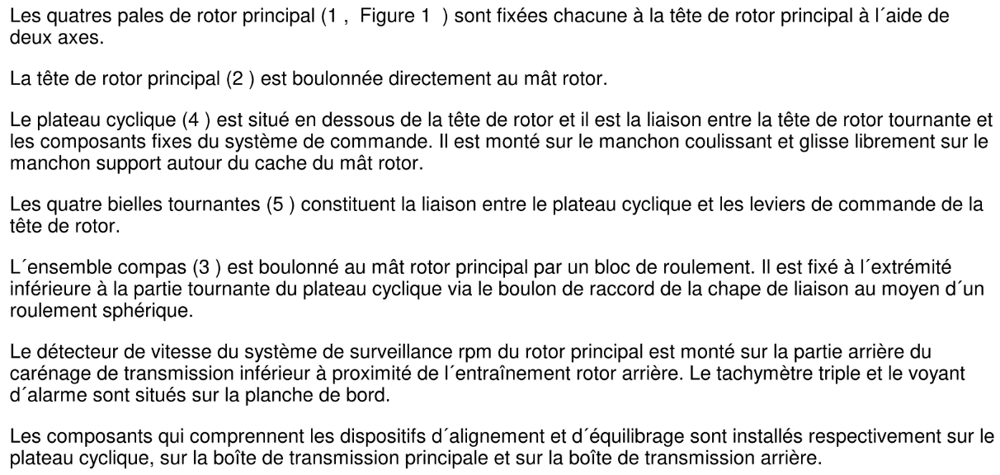 Les quatres pales de rotor principal (1 ,  Figure 1  ) sont fixées chacune à la tête de rotor principal à l´aide de
deux axes.
La tête de rotor principal (2 ) est boulonnée directement au mât rotor.
Le plateau cyclique (4 ) est situé en dessous de la tête de rotor et il est la liaison entre la tête de rotor tournante et
les composants fixes du système de commande. Il est monté sur le manchon coulissant et glisse librement sur le
manchon support autour du cache du mât rotor.
Les quatre bielles tournantes (5 ) constituent la liaison entre le plateau cyclique et les leviers de commande de la
tête de rotor.
L´ensemble compas (3 ) est boulonné au mât rotor principal par un bloc de roulement. Il est fixé à l´extrémité
inférieure à la partie tournante du plateau cyclique via le boulon de raccord de la chape de liaison au moyen d´un
roulement sphérique.
Le détecteur de vitesse du système de surveillance rpm du rotor principal est monté sur la partie arrière du
carénage de transmission inférieur à proximité de l´entraînement rotor arrière. Le tachymètre triple et le voyant
d´alarme sont situés sur la planche de bord.
Les composants qui comprennent les dispositifs d´alignement et d´équilibrage sont installés respectivement sur le
plateau cyclique, sur la boîte de transmission principale et sur la boîte de transmission arrière.